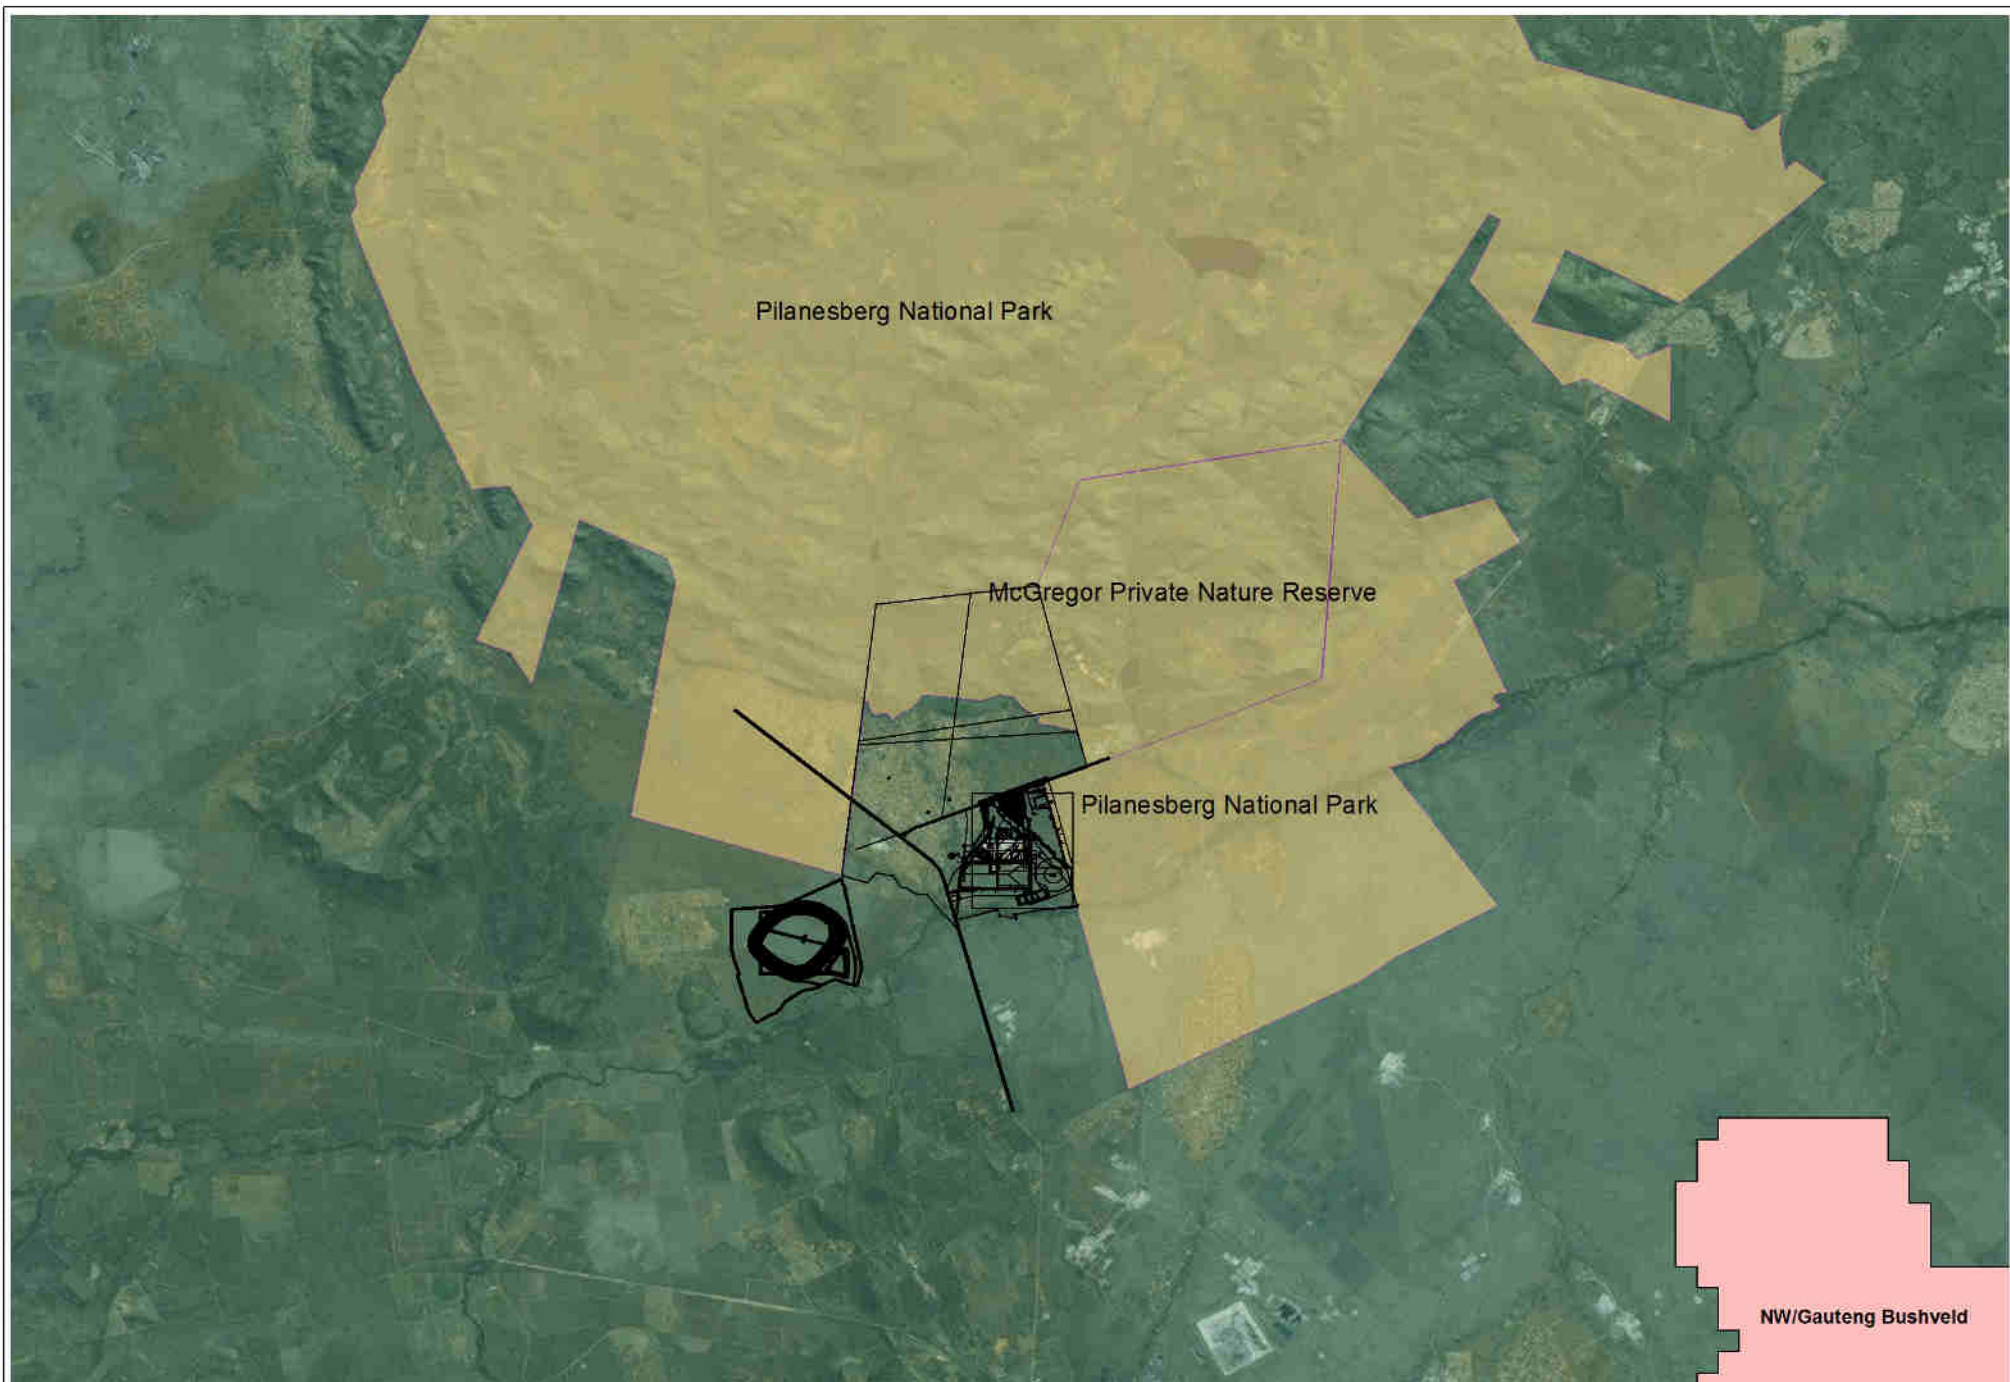 Pilanesberg National Park
McGregor Private Nature Reserve
Pilanesberg National Park
NW/Gauteng Bushveld